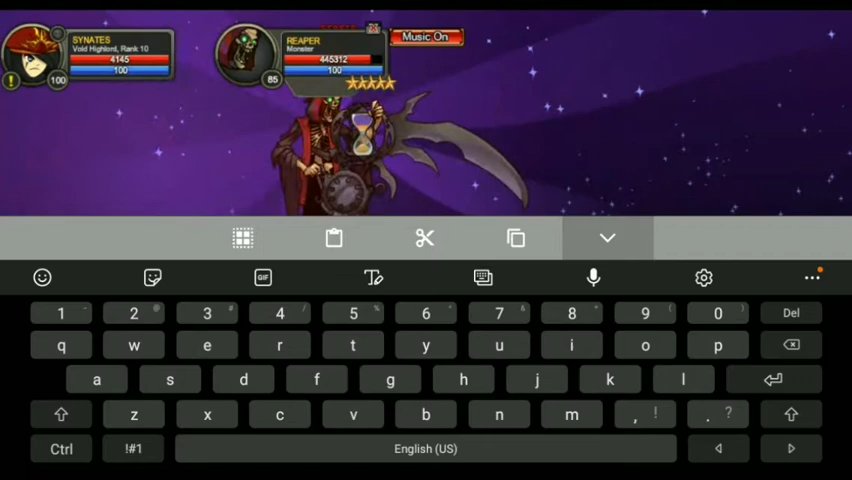 SYNATES
Void Highlord, Rank 10
4145
100
100
REAPER
Monster
445312
100
85
Music On
GIF
1 - 2 @ 3 # 4 / 5 % 6 ^ 7 & 8 * 9 ( 0 ) Del
q w e r t y u i o p
a s d f g h j k l
z x c v b n m , ! . ?
Ctrl !#1 English (US)